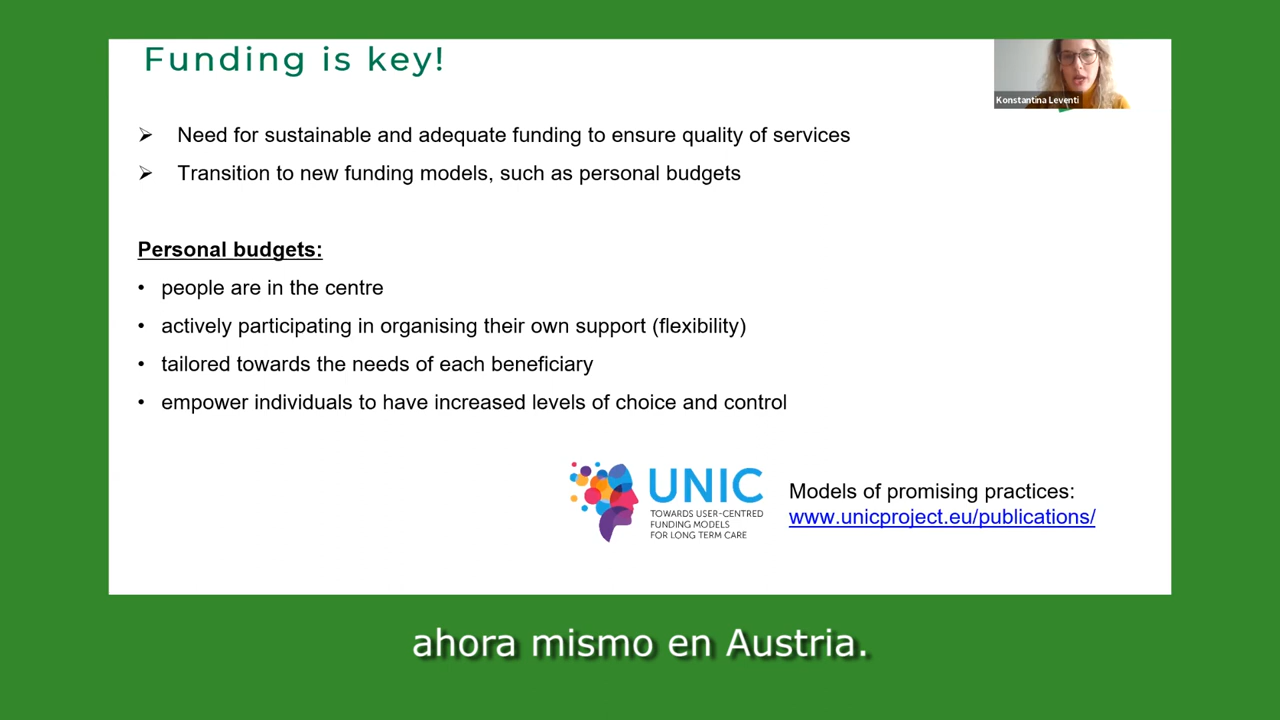 Funding is key!
Konstantina Leventi
➢ Need for sustainable and adequate funding to ensure quality of services
➢ Transition to new funding models, such as personal budgets
Personal budgets:
• people are in the centre
• actively participating in organising their own support (flexibility)
• tailored towards the needs of each beneficiary
• empower individuals to have increased levels of choice and control
UNIC
TOWARDS USER-CENTRED
FUNDING MODELS
FOR LONG TERM CARE
Models of promising practices:
www.unicproject.eu/publications/
ahora mismo en Austria.